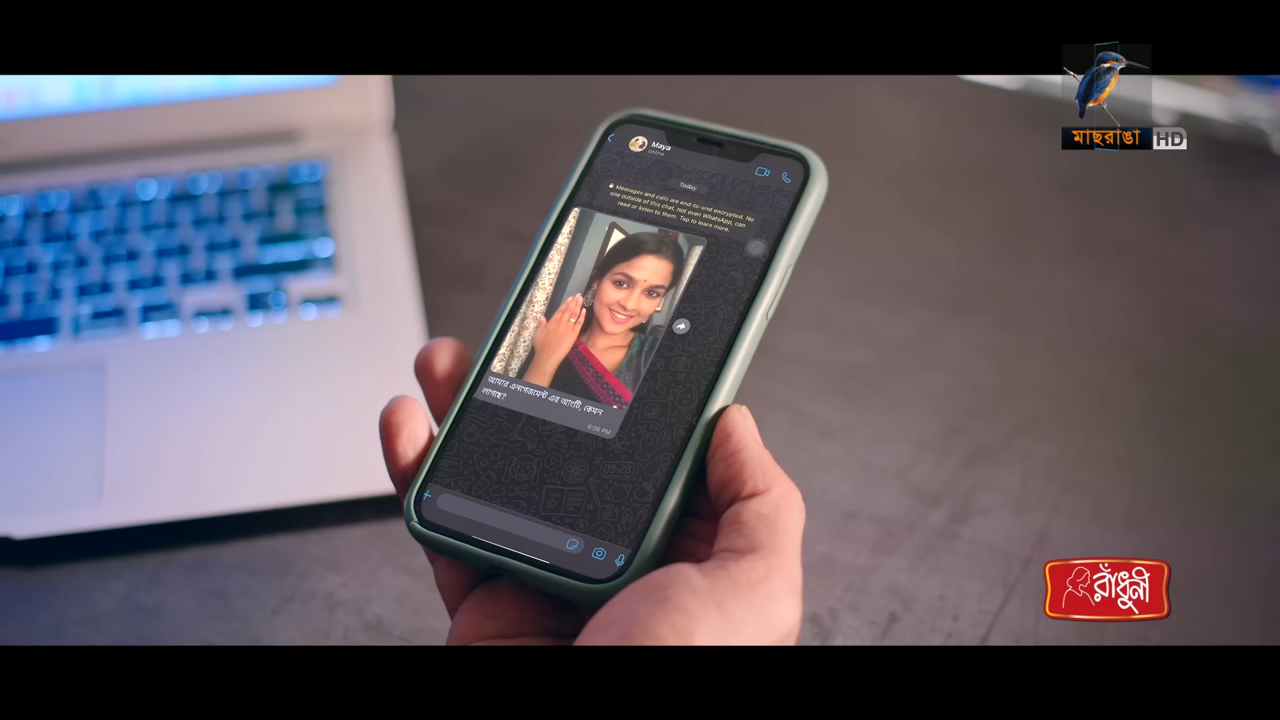 মাছরাঙা HD
Maya
online
Today
Messages and calls are end-to-end encrypted. No
one outside of this chat, not even WhatsApp, can
read or listen to them. Tap to learn more.
আমার এনগেজমেন্ট এর আংটি, কেমন
লাগছে?
6:06 PM
রাঁধুনী